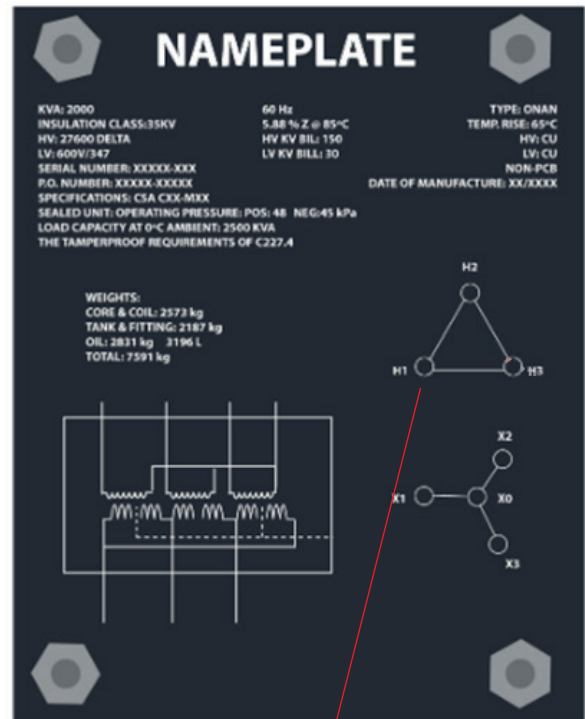 NAMEPLATE
KVA: 2000 60 Hz TYPE: ONAN
INSULATION CLASS:35KV 5.88 % Z @ 85°C TEMP. RISE: 65°C
HV: 27600 DELTA HV KV BIL: 150 HV: CU
LV: 600V/347 LV KV BILL: 30 LV: CU
SERIAL NUMBER: XXXXX-XXX NON-PCB
P.O. NUMBER: XXXXX-XXXXX DATE OF MANUFACTURE: XX/XXXX
SPECIFICATIONS: CSA CXX-MXX
SEALED UNIT: OPERATING PRESSURE: POS: 48 NEG:45 kPa
LOAD CAPACITY AT 0°C AMBIENT: 2500 KVA
THE TAMPERPROOF REQUIREMENTS OF C227.4
WEIGHTS:
CORE & COIL: 2573 kg
TANK & FITTING: 2187 kg
OIL: 2831 kg 3196 L
TOTAL: 7591 kg
H2
H1 H3
X2
X1 X0
X3